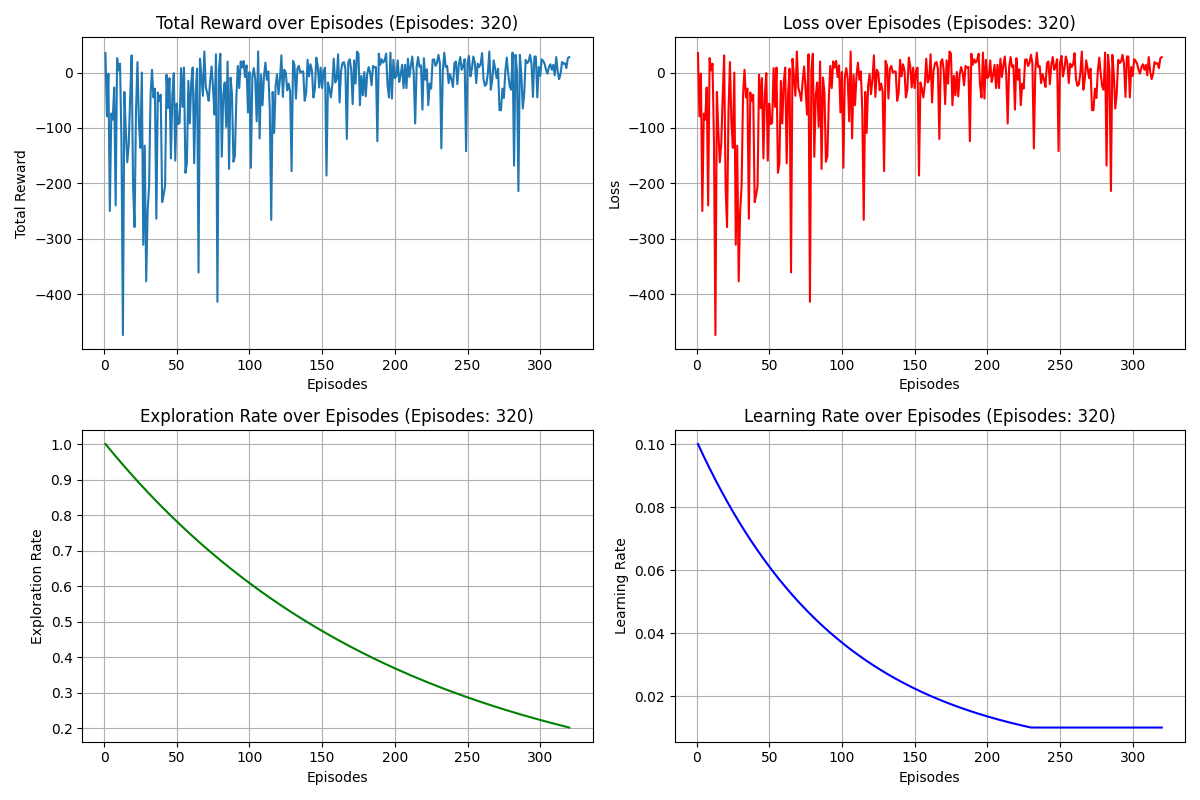 Total Reward over Episodes (Episodes: 320)
Total Reward
0
−100
−200
−300
−400
0 50 100 150 200 250 300
Episodes
Loss over Episodes (Episodes: 320)
Loss
0
−100
−200
−300
−400
0 50 100 150 200 250 300
Episodes
Exploration Rate over Episodes (Episodes: 320)
Exploration Rate
1.0
0.9
0.8
0.7
0.6
0.5
0.4
0.3
0.2
0 50 100 150 200 250 300
Episodes
Learning Rate over Episodes (Episodes: 320)
Learning Rate
0.10
0.08
0.06
0.04
0.02
0 50 100 150 200 250 300
Episodes